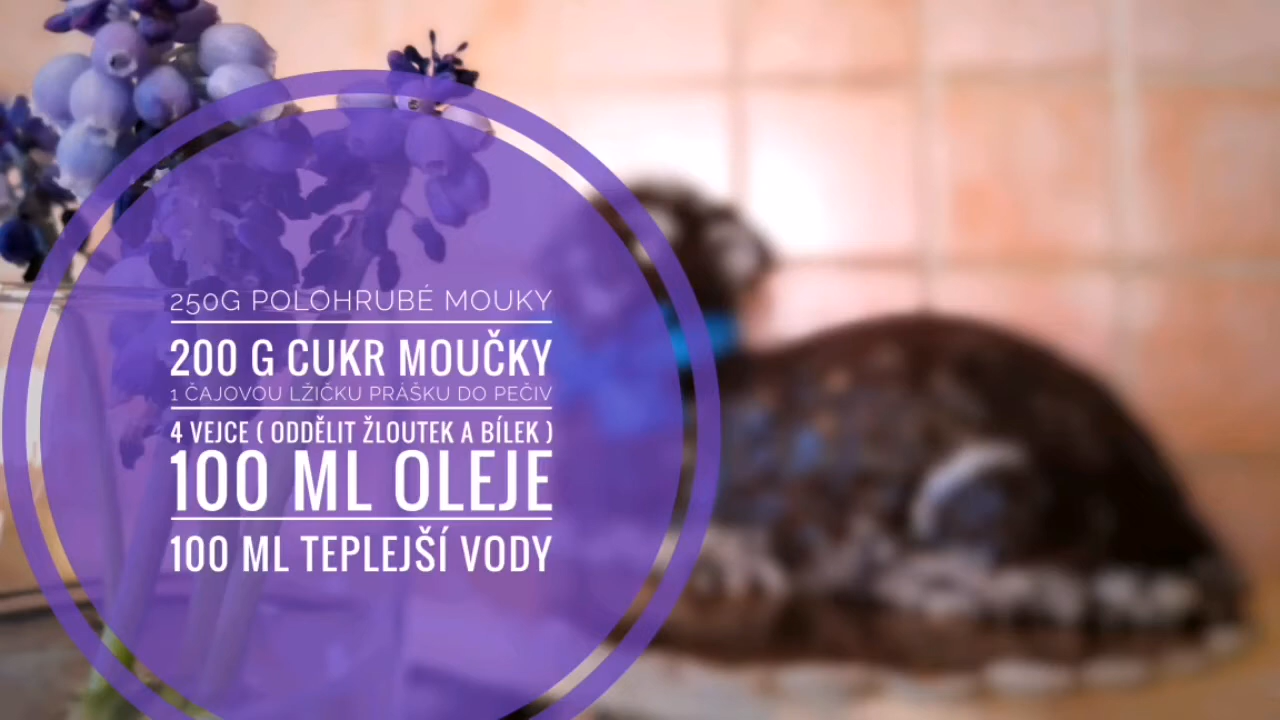 250G POLOHRUBÉ MOUKY
200 G CUKR MOUČKY
1 ČAJOVOU LŽIČKU PRÁŠKU DO PEČIV
4 VEJCE ( ODDĚLIT ŽLOUTEK A BÍLEK )
100 ML OLEJE
100 ML TEPLEJŠÍ VODY